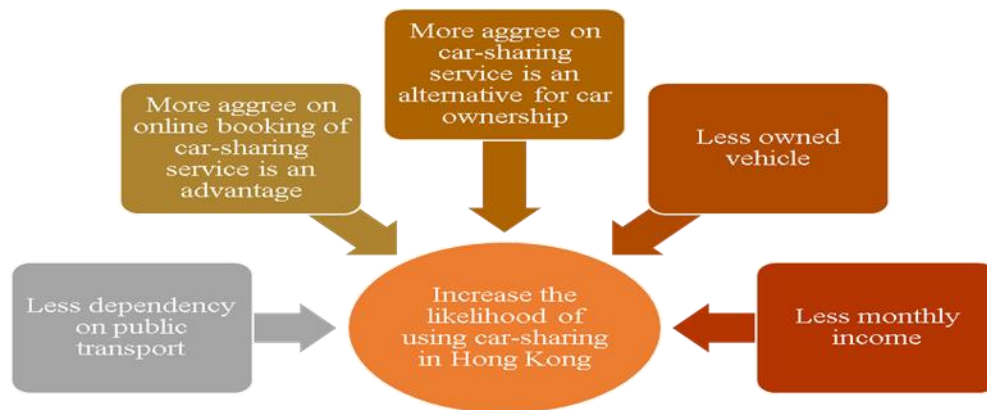 More aggree on
car-sharing
service is an
alternative for car
ownership
More aggree on
online booking of
car-sharing
service is an
advantage
Less owned
vehicle
Less dependency
on public
transport
Increase the
likelihood of
using car-sharing
in Hong Kong
Less monthly
income